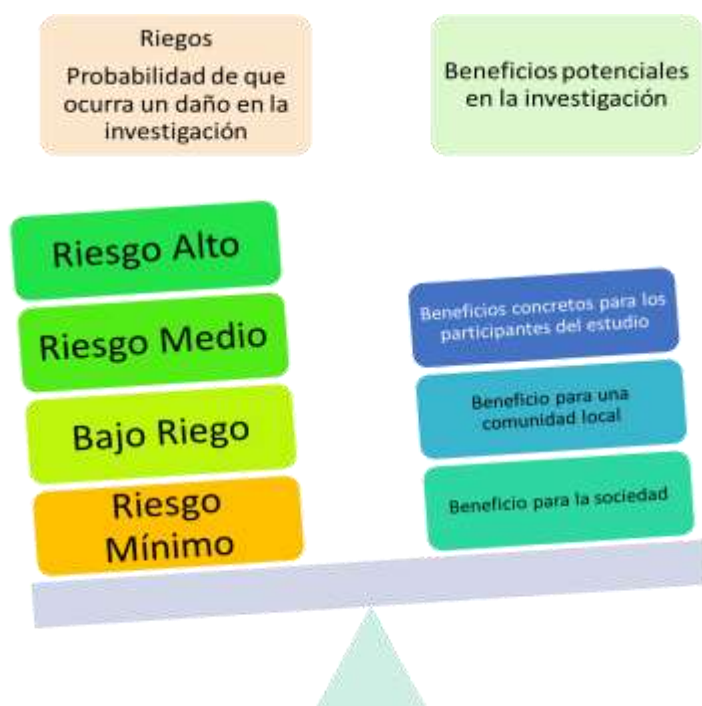 Riegos
Probabilidad de que
ocurra un daño en la
investigación
Beneficios potenciales
en la investigación
Riesgo Alto
Riesgo Medio
Bajo Riego
Riesgo
Mínimo
Beneficios concretos para los
participantes del estudio
Beneficio para una
comunidad local
Beneficio para la sociedad